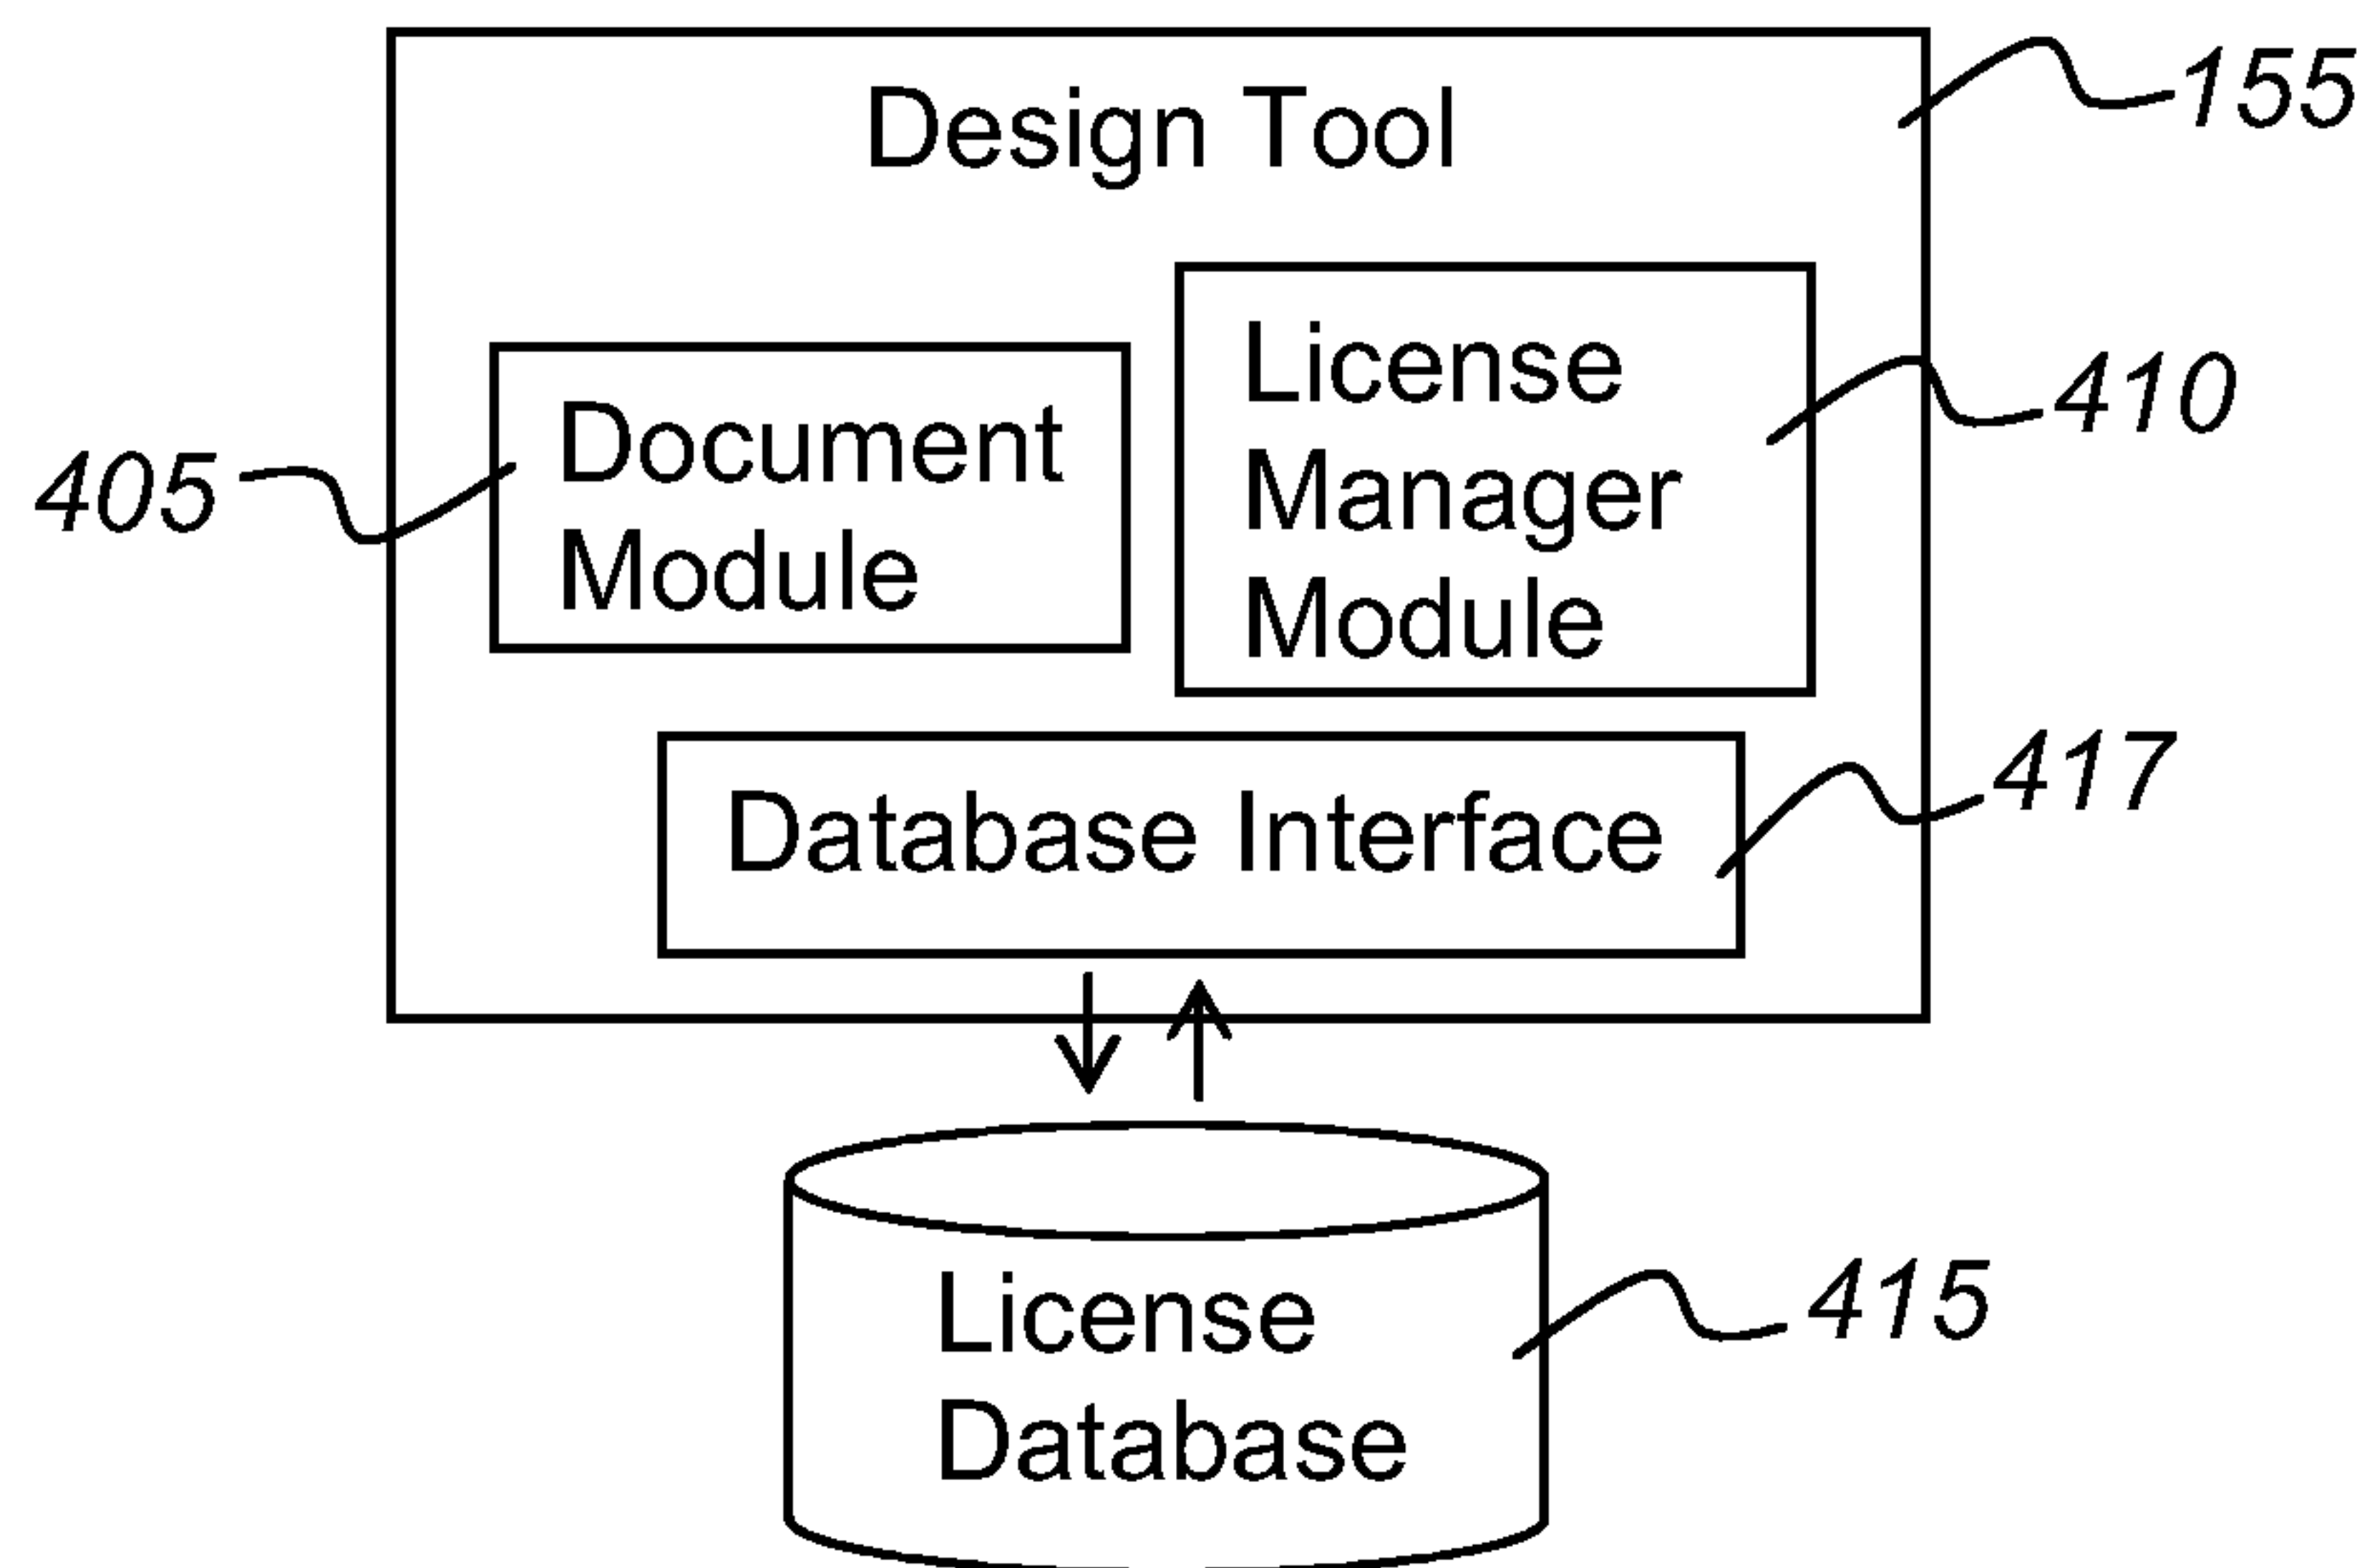 Design Tool
155
License
Manager
Module
410
Document
Module
405
Database Interface
417
License
Database
415